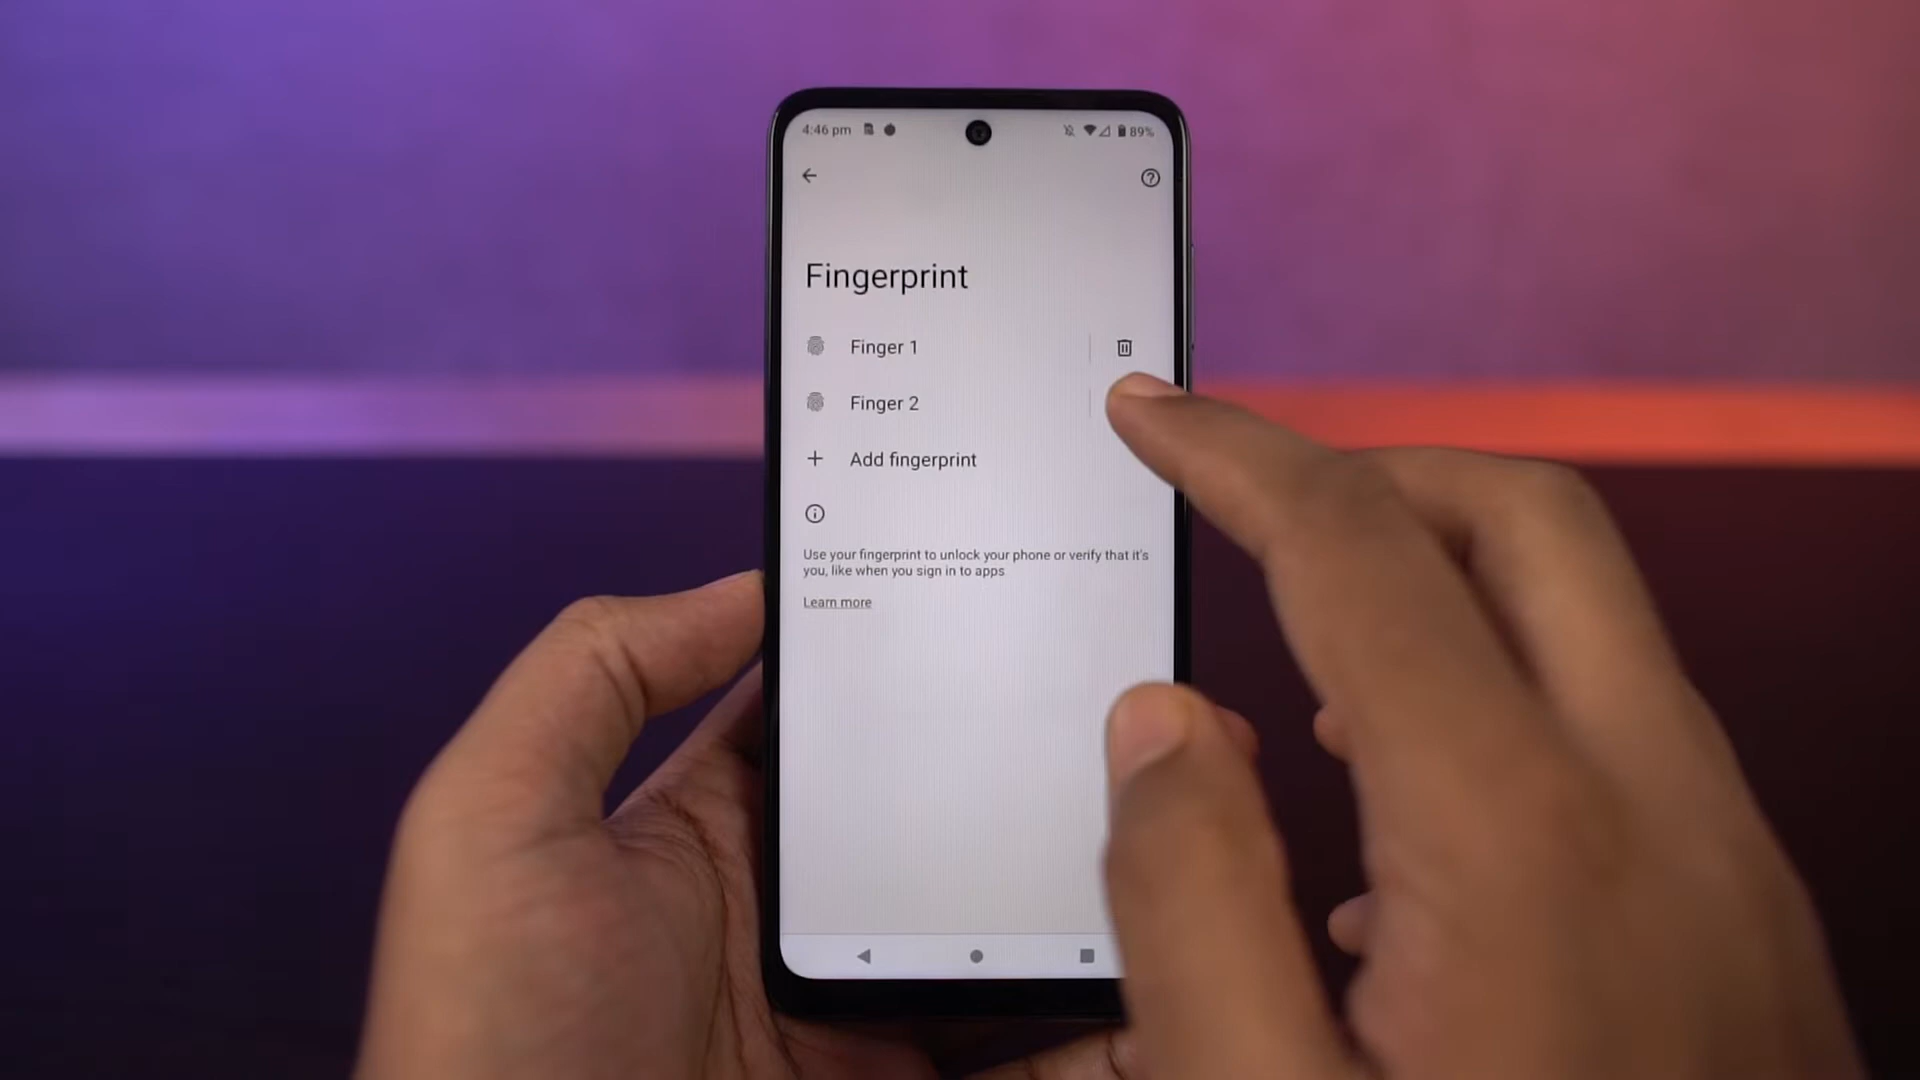 4:46 pm 89%
Fingerprint
Finger 1
Finger 2
Add fingerprint
Use your fingerprint to unlock your phone or verify that it's
you, like when you sign in to apps
Learn more